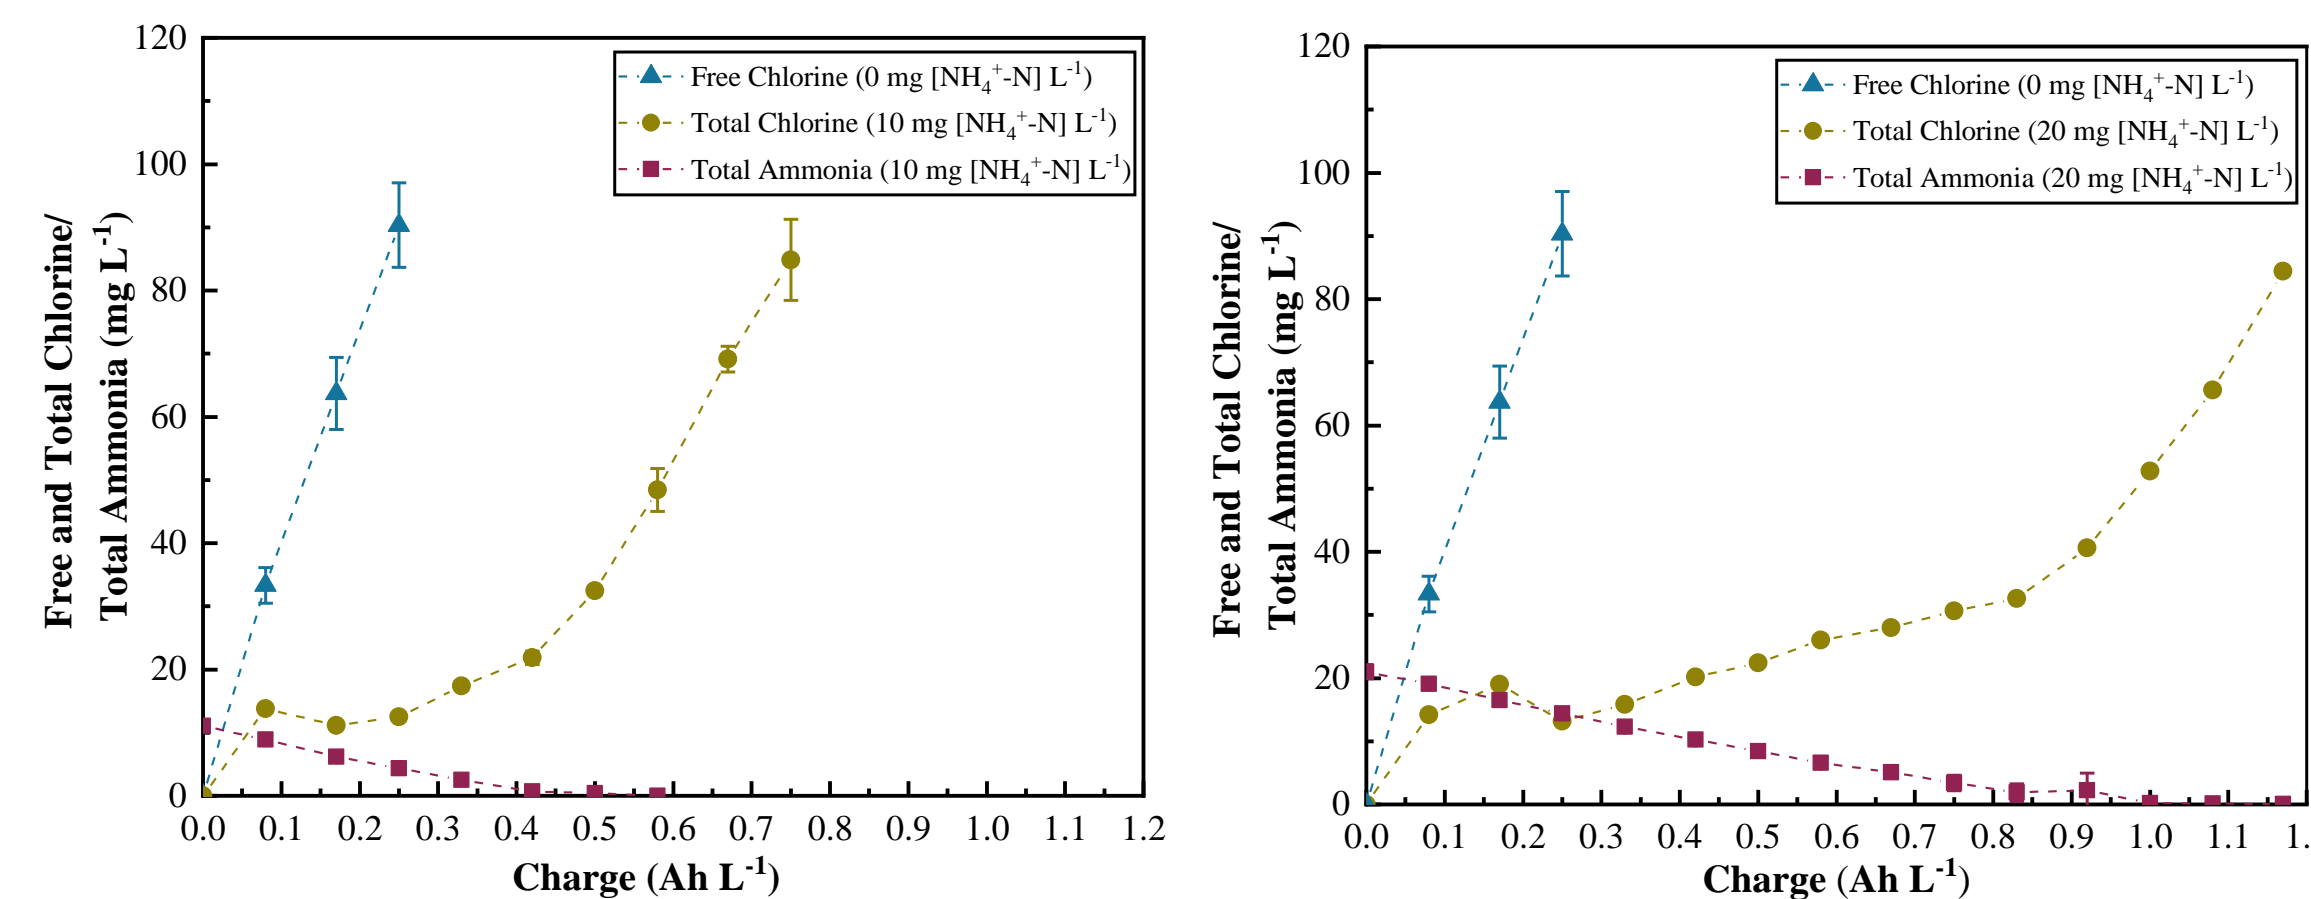 120
100
80
60
40
20
0
Free and Total Chlorine/
Total Ammonia (mg L⁻¹)
Free Chlorine (0 mg [NH₄⁺-N] L⁻¹)
Total Chlorine (10 mg [NH₄⁺-N] L⁻¹)
Total Ammonia (10 mg [NH₄⁺-N] L⁻¹)
0.0 0.1 0.2 0.3 0.4 0.5 0.6 0.7 0.8 0.9 1.0 1.1 1.2
Charge (Ah L⁻¹)
120
100
80
60
40
20
0
Free and Total Chlorine/
Total Ammonia (mg L⁻¹)
Free Chlorine (0 mg [NH₄⁺-N] L⁻¹)
Total Chlorine (20 mg [NH₄⁺-N] L⁻¹)
Total Ammonia (20 mg [NH₄⁺-N] L⁻¹)
0.0 0.1 0.2 0.3 0.4 0.5 0.6 0.7 0.8 0.9 1.0 1.1 1.
Charge (Ah L⁻¹)